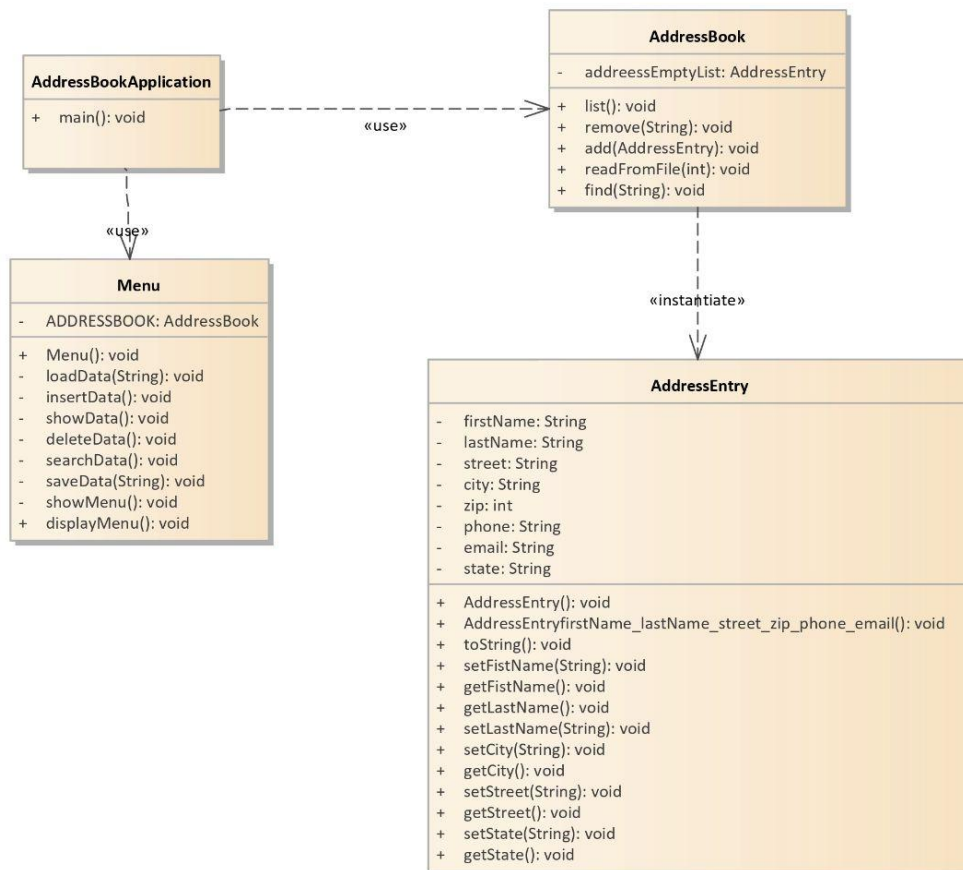 AddressBookApplication
+ main(): void
«use»
AddressBook
- addreessEmptyList: AddressEntry
+ list(): void
+ remove(String): void
+ add(AddressEntry): void
+ readFromFile(int): void
+ find(String): void
«use»
Menu
- ADDRESSBOOK: AddressBook
+ Menu(): void
- loadData(String): void
- insertData(): void
- showData(): void
- deleteData(): void
- searchData(): void
- saveData(String): void
- showMenu(): void
+ displayMenu(): void
«instantiate»
AddressEntry
- firstName: String
- lastName: String
- street: String
- city: String
- zip: int
- phone: String
- email: String
- state: String
+ AddressEntry(): void
+ AddressEntryfirstName_lastName_street_zip_phone_email(): void
+ toString(): void
+ setFistName(String): void
+ getFistName(): void
+ getLastName(): void
+ setLastName(String): void
+ setCity(String): void
+ getCity(): void
+ setStreet(String): void
+ getStreet(): void
+ setState(String): void
+ getState(): void